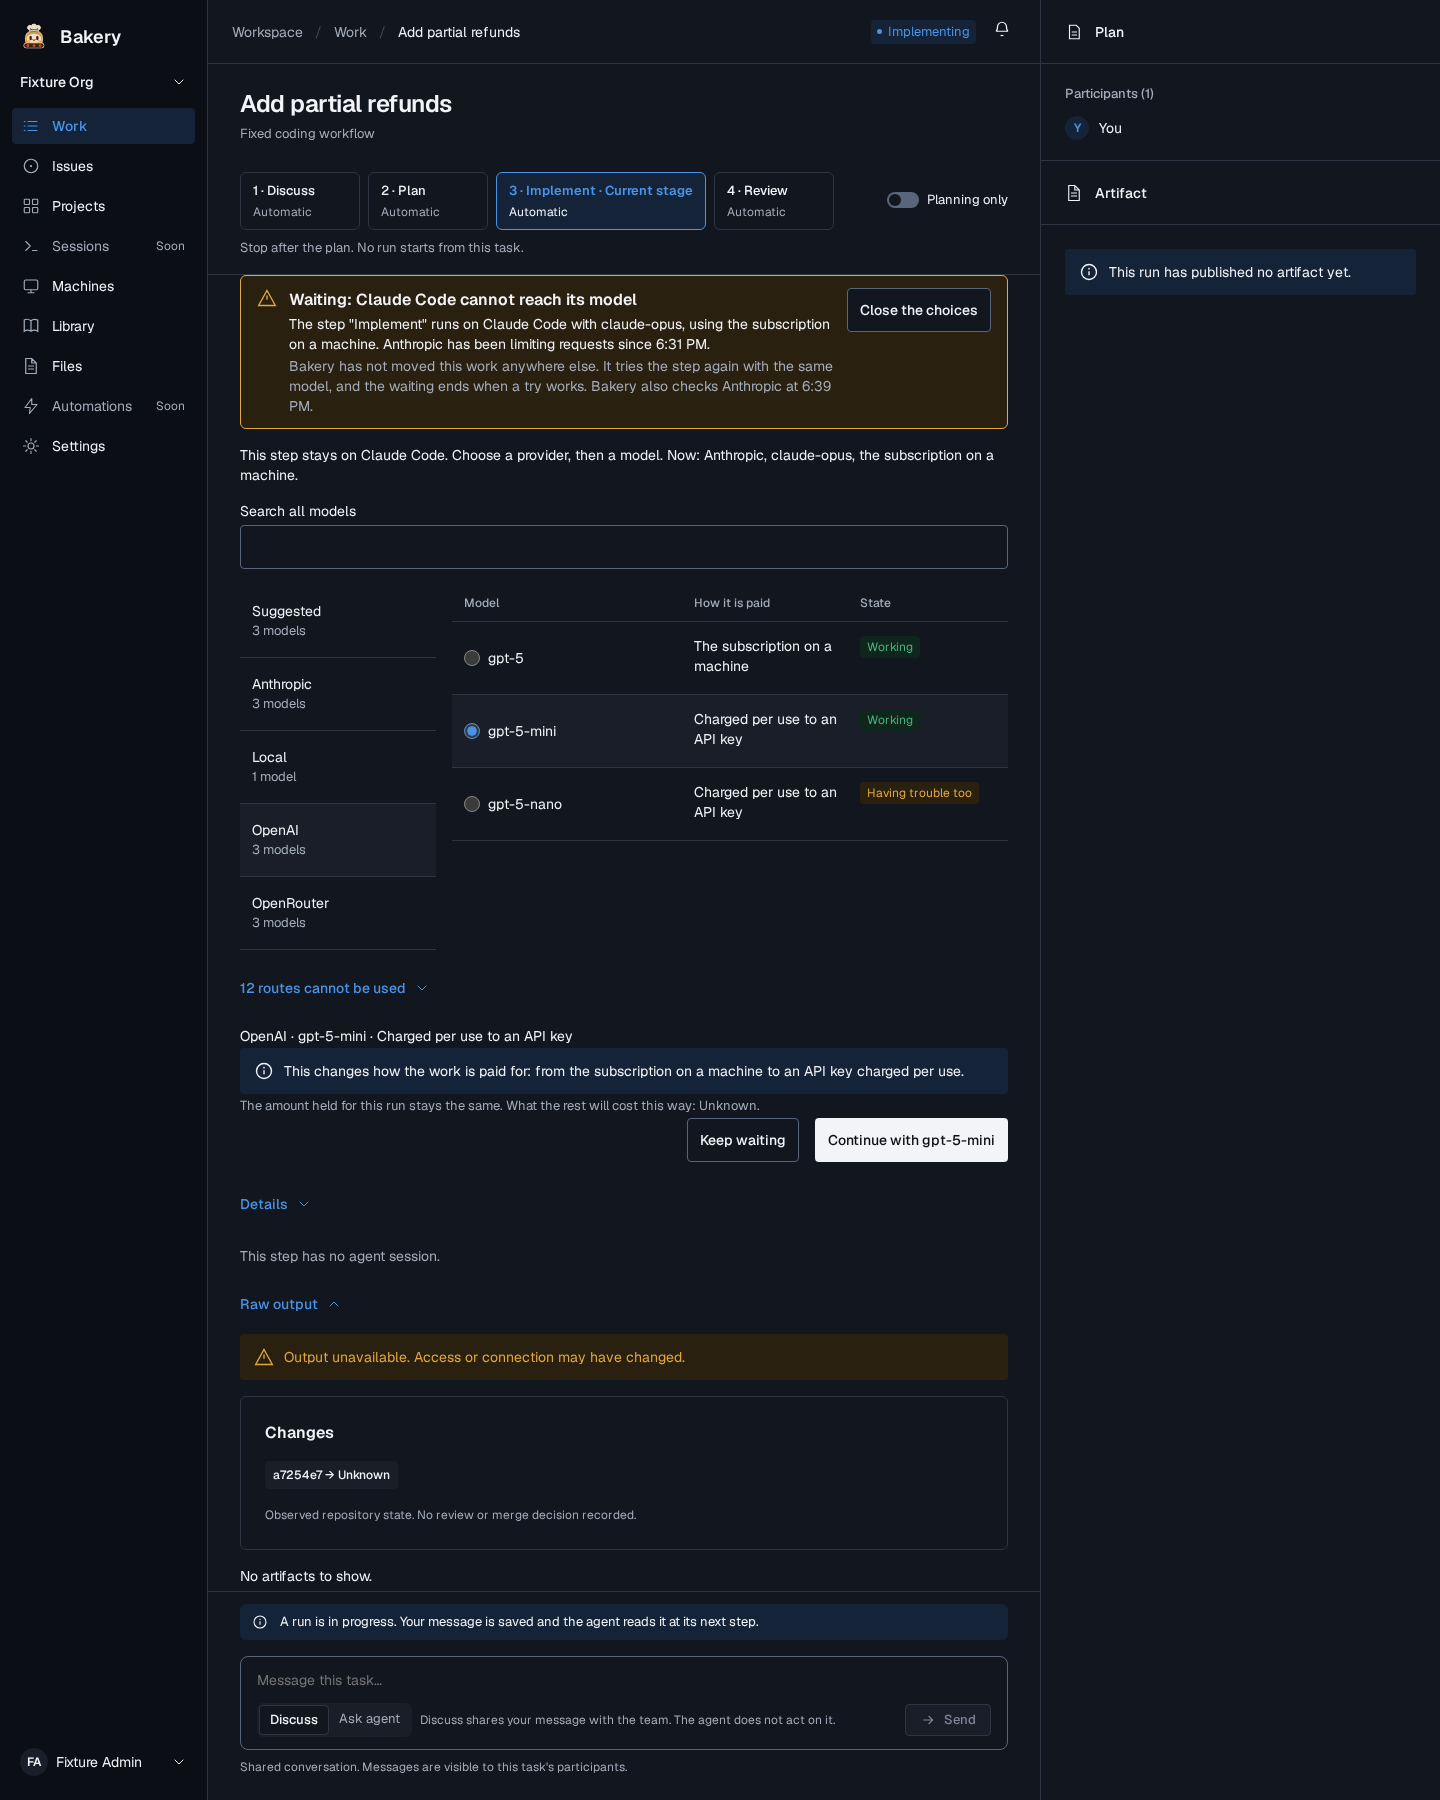 Bakery
Fixture Org
Work
Issues
Projects
Sessions Soon
Machines
Library
Files
Automations Soon
Settings
FA Fixture Admin
Workspace / Work / Add partial refunds
Implementing
Add partial refunds
Fixed coding workflow
1 · Discuss
Automatic
2 · Plan
Automatic
3 · Implement · Current stage
Automatic
4 · Review
Automatic
Planning only
Stop after the plan. No run starts from this task.
Waiting: Claude Code cannot reach its model
The step "Implement" runs on Claude Code with claude-opus, using the subscription
on a machine. Anthropic has been limiting requests since 6:31 PM.
Bakery has not moved this work anywhere else. It tries the step again with the same
model, and the waiting ends when a try works. Bakery also checks Anthropic at 6:39
PM.
Close the choices
This step stays on Claude Code. Choose a provider, then a model. Now: Anthropic, claude-opus, the subscription on a
machine.
Search all models
Suggested
3 models
Anthropic
3 models
Local
1 model
OpenAI
3 models
OpenRouter
3 models
Model How it is paid State
gpt-5 The subscription on a Working
machine
gpt-5-mini Charged per use to an Working
API key
gpt-5-nano Charged per use to an Having trouble too
API key
12 routes cannot be used
OpenAI · gpt-5-mini · Charged per use to an API key
This changes how the work is paid for: from the subscription on a machine to an API key charged per use.
The amount held for this run stays the same. What the rest will cost this way: Unknown.
Keep waiting
Continue with gpt-5-mini
Details
This step has no agent session.
Raw output
Output unavailable. Access or connection may have changed.
Changes
a7254e7 → Unknown
Observed repository state. No review or merge decision recorded.
No artifacts to show.
A run is in progress. Your message is saved and the agent reads it at its next step.
Message this task…
Discuss Ask agent Discuss shares your message with the team. The agent does not act on it. → Send
Shared conversation. Messages are visible to this task's participants.
Plan
Participants (1)
Y You
Artifact
This run has published no artifact yet.